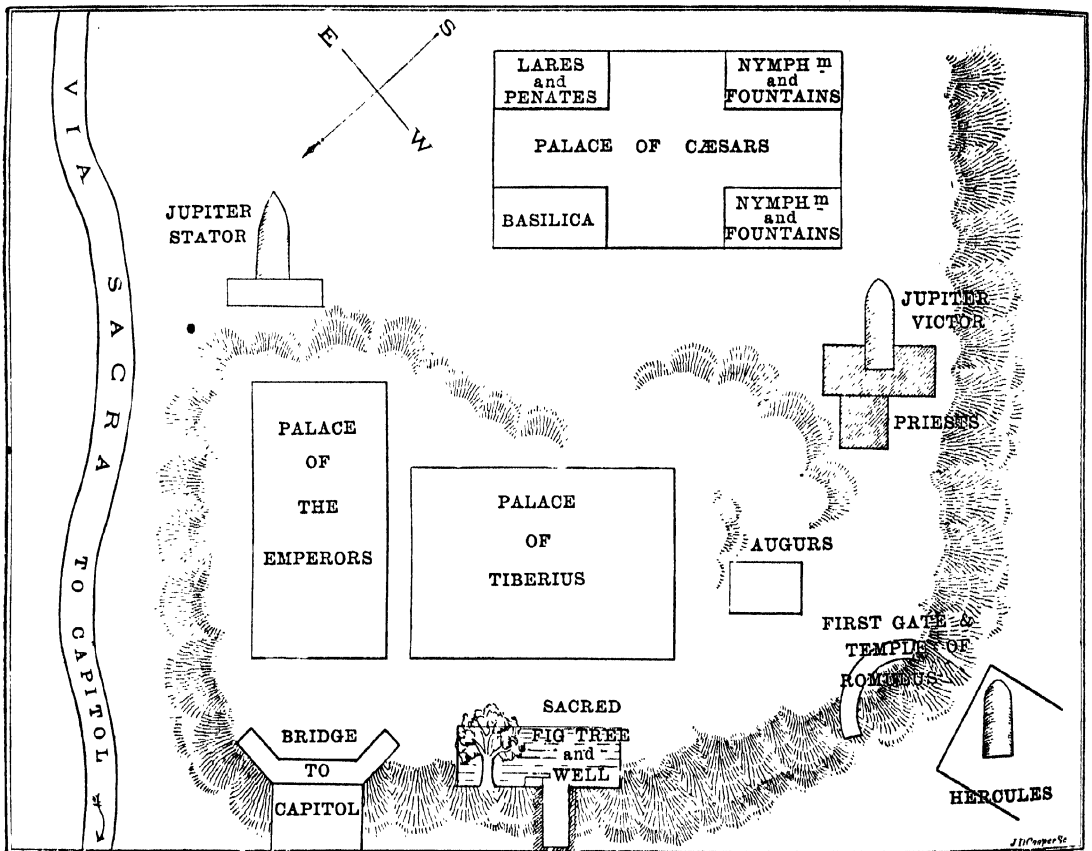 VIA SACRA TO CAPITOL
E
S
W
LARES
and
PENATES
NYMPHm
and
FOUNTAINS
PALACE OF CÆSARS
BASILICA
NYMPHm
and
FOUNTAINS
JUPITER
STATOR
JUPITER
VICTOR
PRIESTS
PALACE
OF
THE
EMPERORS
PALACE
OF
TIBERIUS
AUGURS
FIRST GATE &
TEMPLE OF
ROMULUS
SACRED
FIG TREE
and
WELL
BRIDGE
TO
CAPITOL
HERCULES
J D Cooper Sc